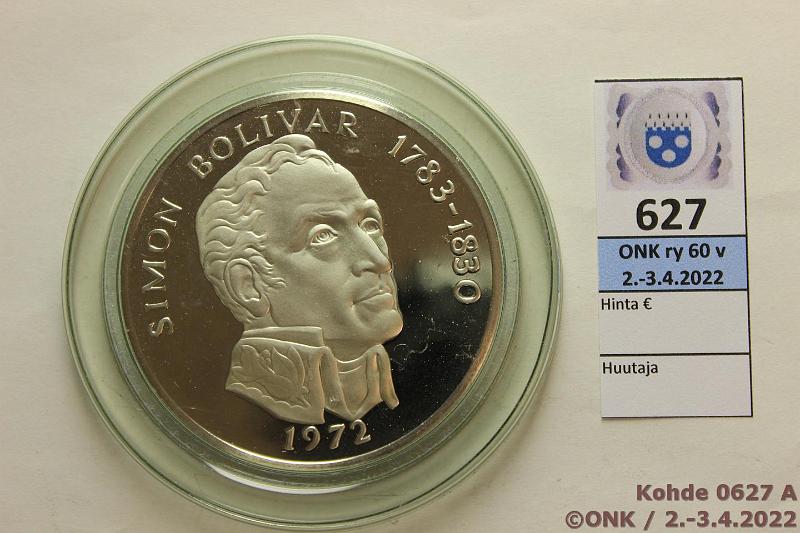 SIMON BOLIVAR 1783-1830
1972
627
ONK ry 60 v
2.-3.4.2022
Hinta €
Huutaja
Kohde 0627 A
©ONK / 2.-3.4.2022